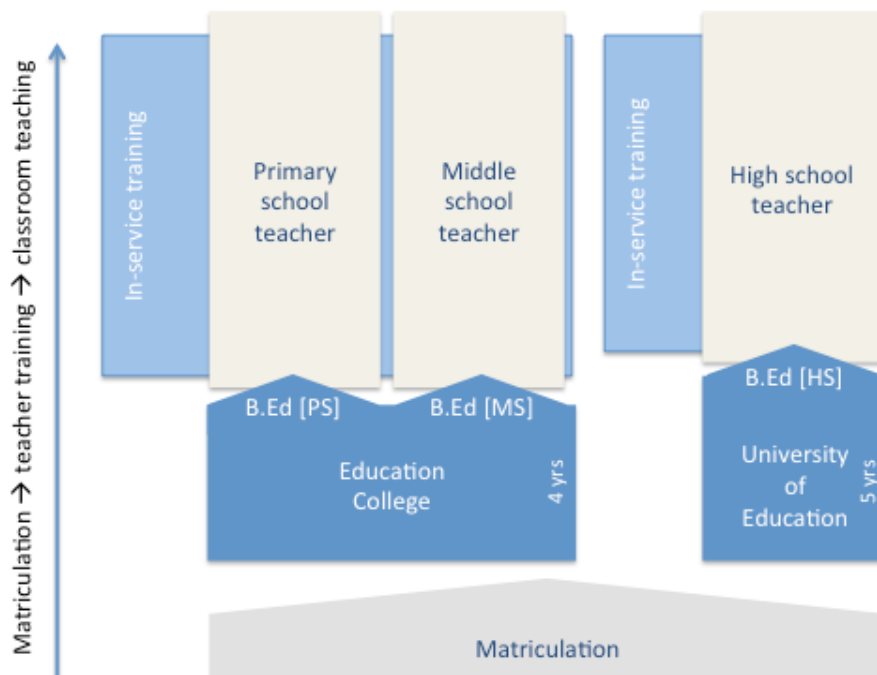 Matriculation → teacher training → classroom teaching
In-service training
Primary
school
teacher
Middle
school
teacher
In-service training
High school
teacher
B.Ed [PS]
B.Ed [MS]
B.Ed [HS]
Education
College
4 yrs
University
of
Education
5 yrs
Matriculation